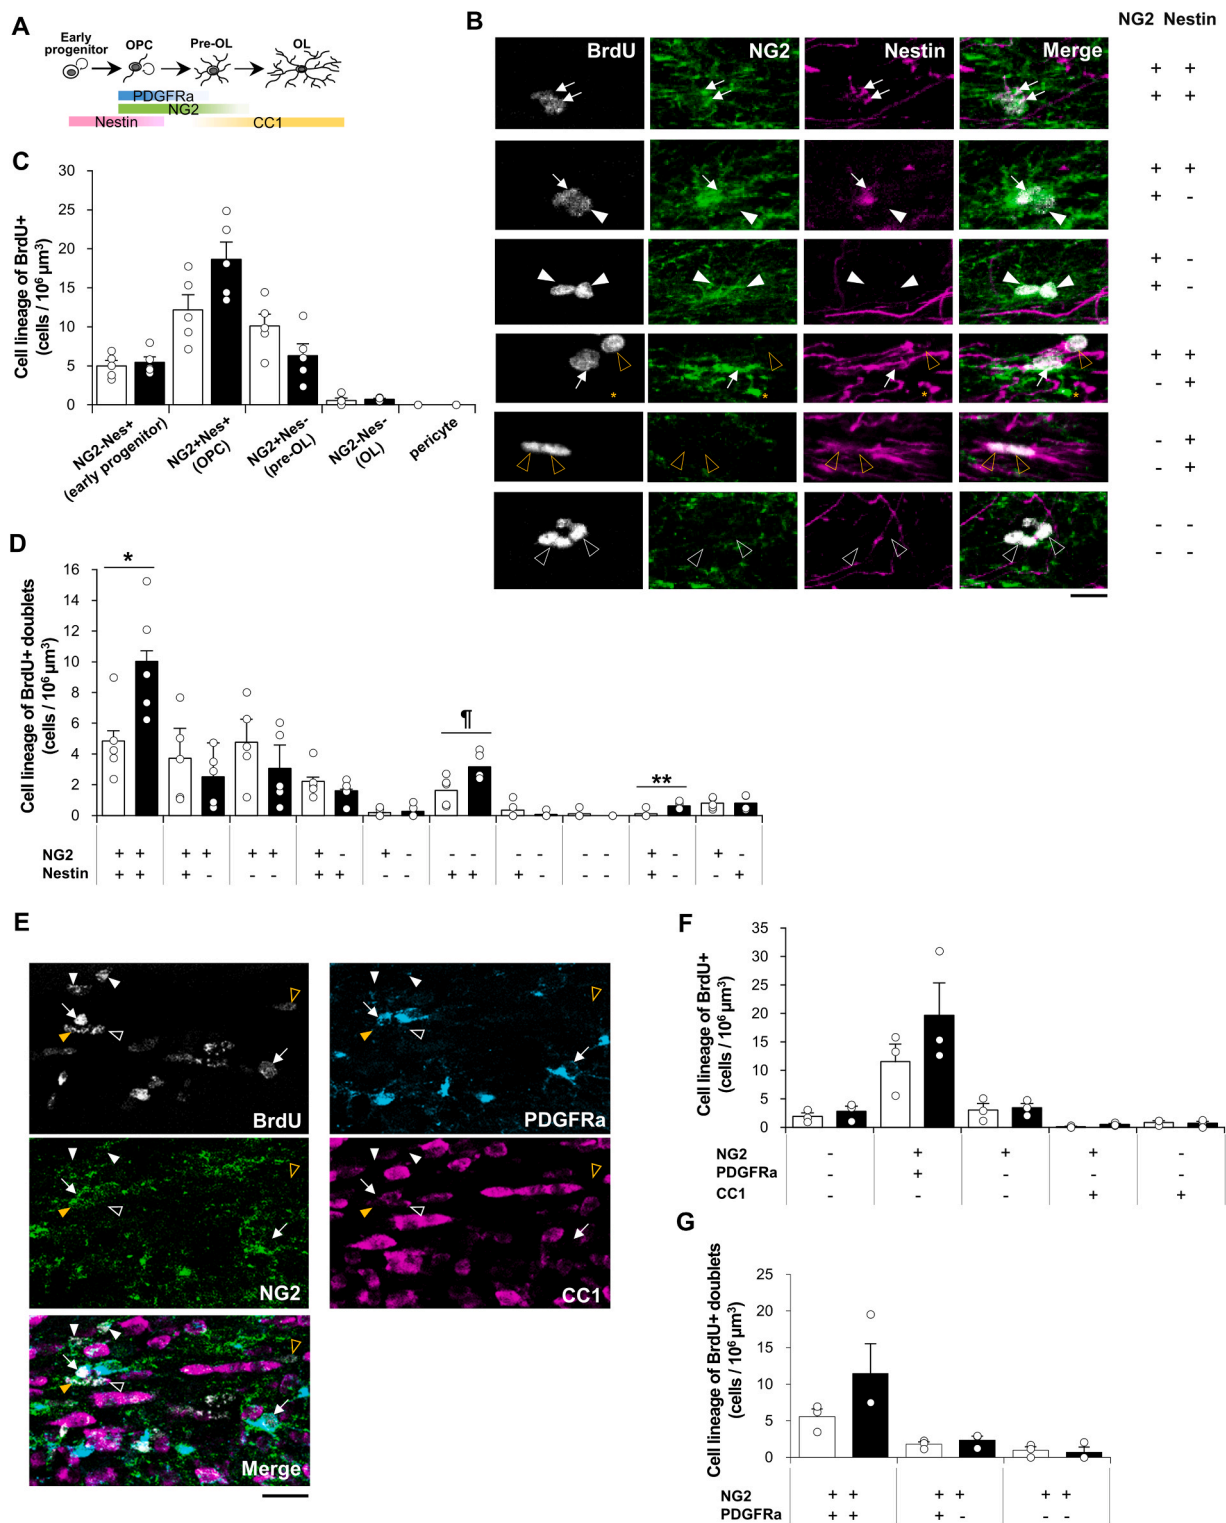 A
Early progenitor
OPC
Pre-OL
OL
PDGFRa
NG2
Nestin
CC1
B
NG2 Nestin
BrdU
NG2
Nestin
Merge
+ +
+ +
+ +
+ -
+ -
+ -
*
*
*
+ +
- +
- +
- +
- -
- -
C
Cell lineage of BrdU+
(cells / 10⁶ µm³)
30
25
20
15
10
5
0
NG2-Nes+
(early progenitor)
NG2+Nes+
(OPC)
NG2+Nes-
(pre-OL)
NG2-Nes-
(OL)
pericyte
D
Cell lineage of BrdU+ doublets
(cells / 10⁶ µm³)
16
14
12
10
8
6
4
2
0
*
¶
**
NG2 + + + + + + + - + - - - - - - - + - + -
Nestin + + + - - - + + - - + + + - - - + - - +
E
BrdU
PDGFRa
NG2
CC1
Merge
F
Cell lineage of BrdU+
(cells / 10⁶ µm³)
35
30
25
20
15
10
5
0
NG2 - + + + -
PDGFRa - + - - -
CC1 - - - + +
G
Cell lineage of BrdU+ doublets
(cells / 10⁶ µm³)
25
20
15
10
5
0
NG2 + + + + + +
PDGFRa + + + - - -